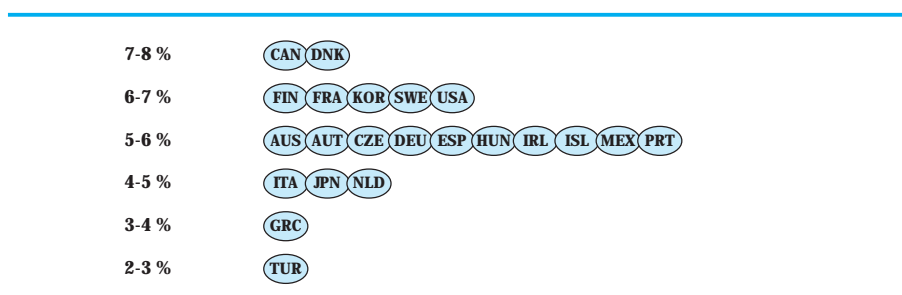 7-8 % CAN DNK
6-7 % FIN FRA KOR SWE USA
5-6 % AUS AUT CZE DEU ESP HUN IRL ISL MEX PRT
4-5 % ITA JPN NLD
3-4 % GRC
2-3 % TUR